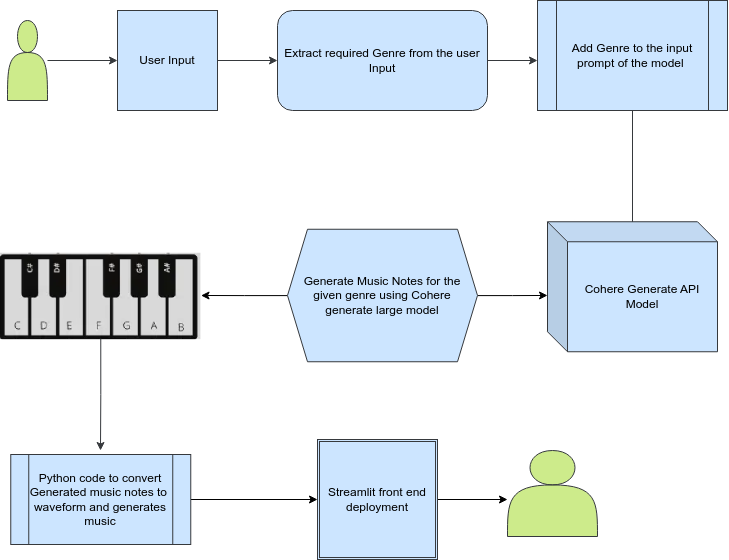 User Input
Extract required Genre from the user
Input
Add Genre to the input
prompt of the model
C#
D#
F#
G#
A#
C
D
E
F
G
A
B
Generate Music Notes for the
given genre using Cohere
generate large model
Cohere Generate API
Model
Python code to convert
Generated music notes to
waveform and generates
music
Streamlit front end
deployment